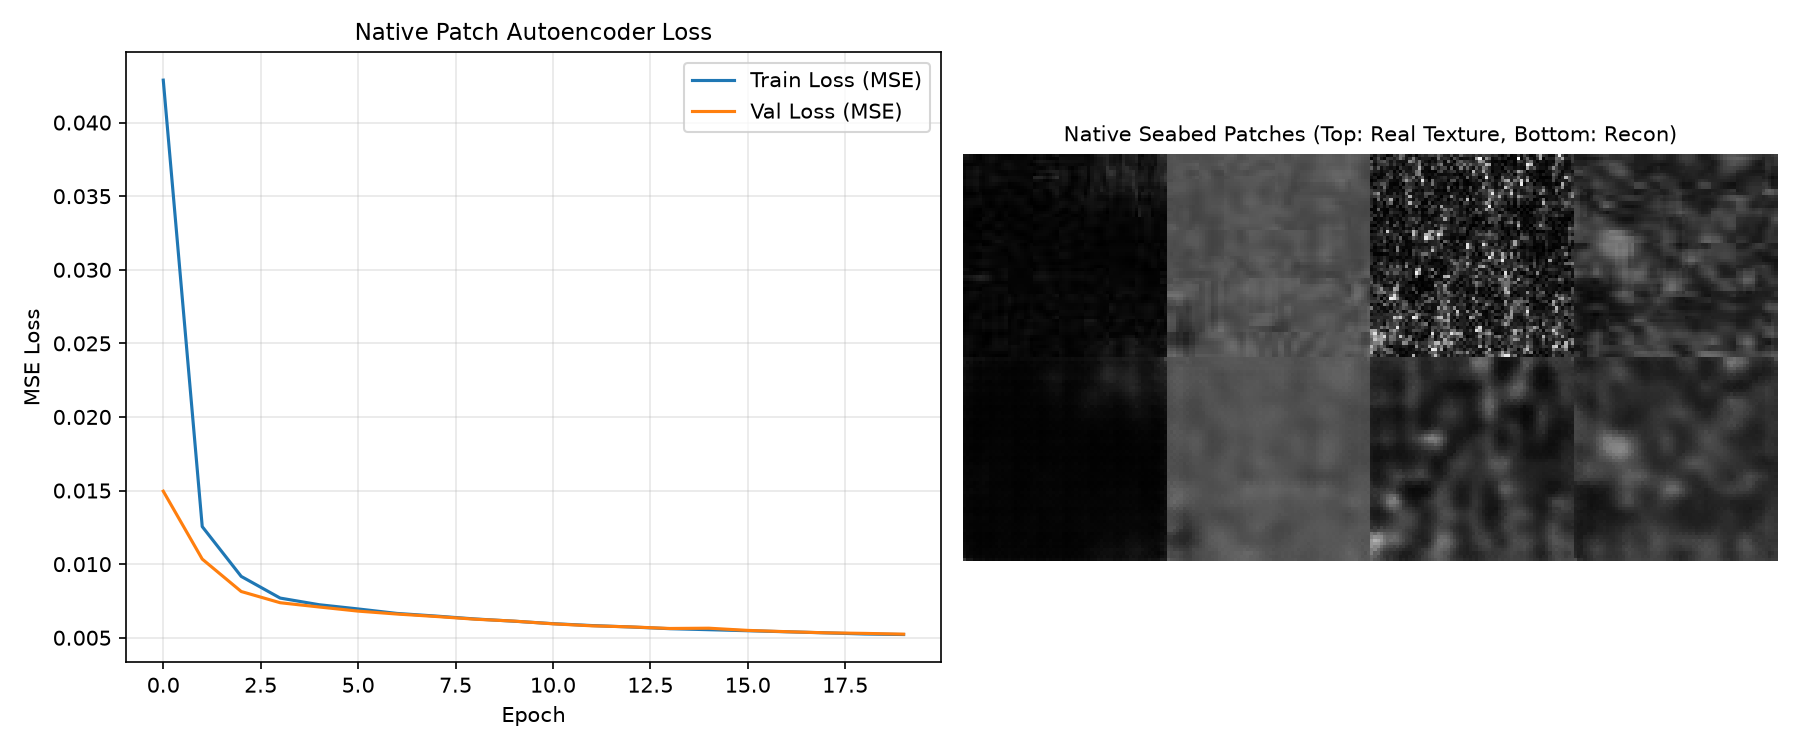 Native Patch Autoencoder Loss
Train Loss (MSE)
Val Loss (MSE)
0.040
0.035
0.030
0.025
0.020
0.015
0.010
0.005
MSE Loss
0.0 2.5 5.0 7.5 10.0 12.5 15.0 17.5
Epoch
Native Seabed Patches (Top: Real Texture, Bottom: Recon)